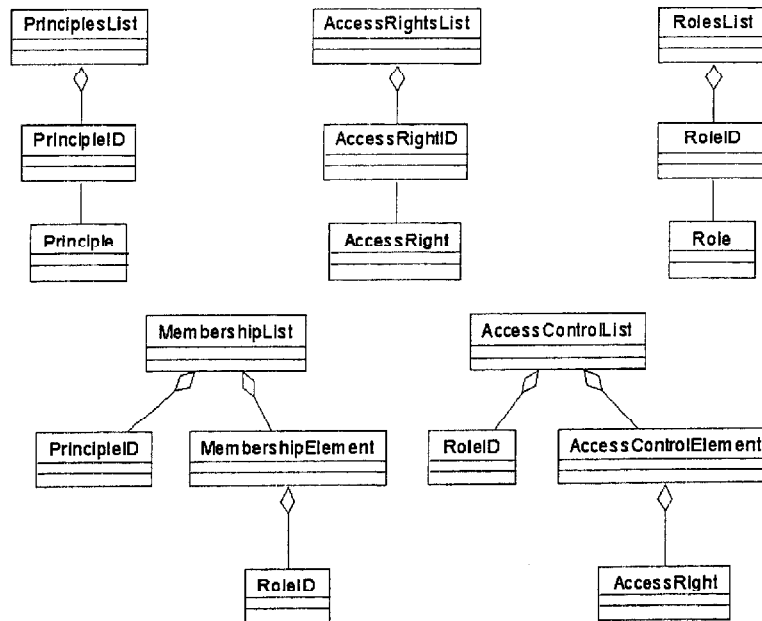 PrinciplesList
AccessRightsList
RolesList
PrincipleID
AccessRightID
RoleID
Principle
AccessRight
Role
MembershipList
AccessControlList
PrincipleID
MembershipElement
RoleID
AccessControlElement
RoleID
AccessRight